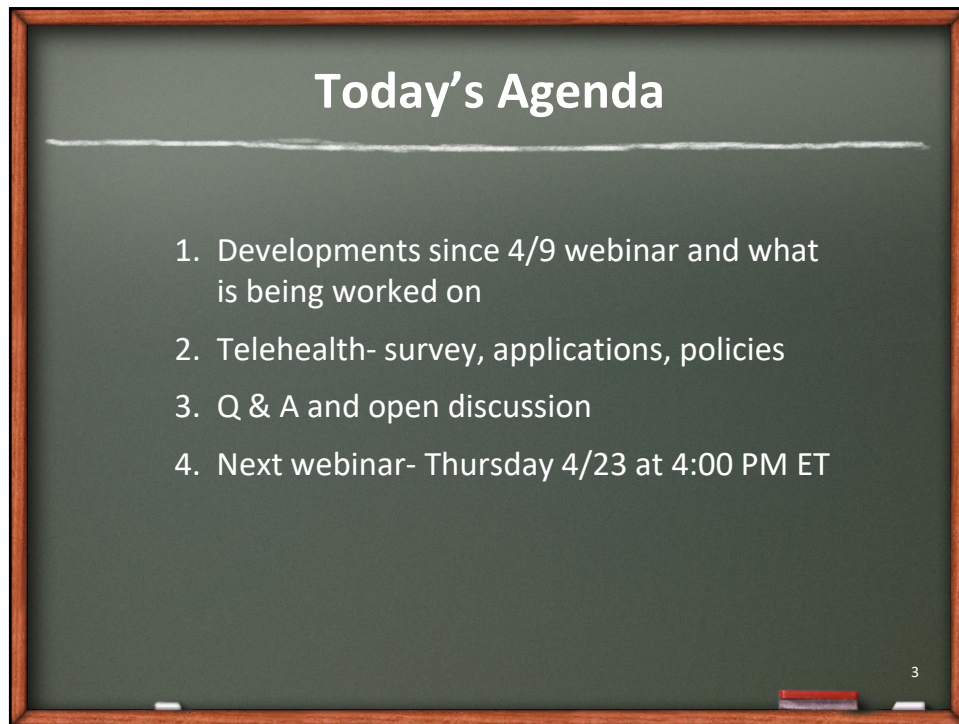 Today’s Agenda
1. Developments since 4/9 webinar and what
is being worked on
2. Telehealth- survey, applications, policies
3. Q & A and open discussion
4. Next webinar- Thursday 4/23 at 4:00 PM ET
3